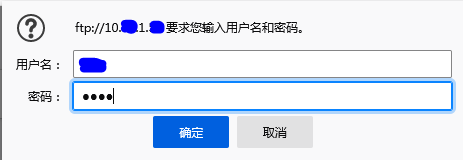 ftp://10. 1. 要求您输入用户名和密码。
用户名：
密码： ●●●●
确定 取消